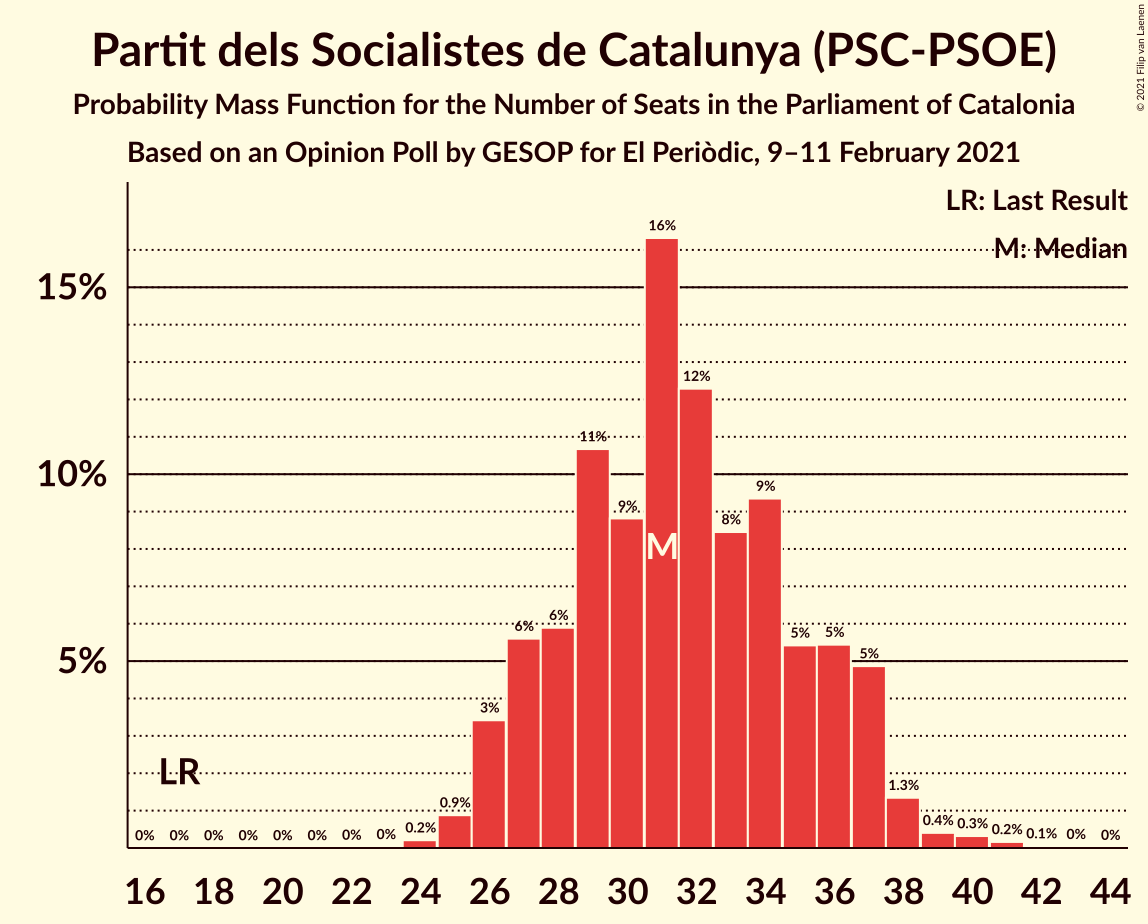 Partit dels Socialistes de Catalunya (PSC-PSOE)
Probability Mass Function for the Number of Seats in the Parliament of Catalonia
Based on an Opinion Poll by GESOP for El Periòdic, 9–11 February 2021
© 2021 Filip van Laenen
LR: Last Result
M: Median
15%
10%
5%
16%
12%
11%
9%
9%
8%
M
6%
6%
5%
5%
5%
3%
LR
1.3%
0.9%
0% 0% 0% 0% 0% 0% 0% 0% 0.2% 0.4% 0.3% 0.2% 0.1% 0% 0%
16 18 20 22 24 26 28 30 32 34 36 38 40 42 44